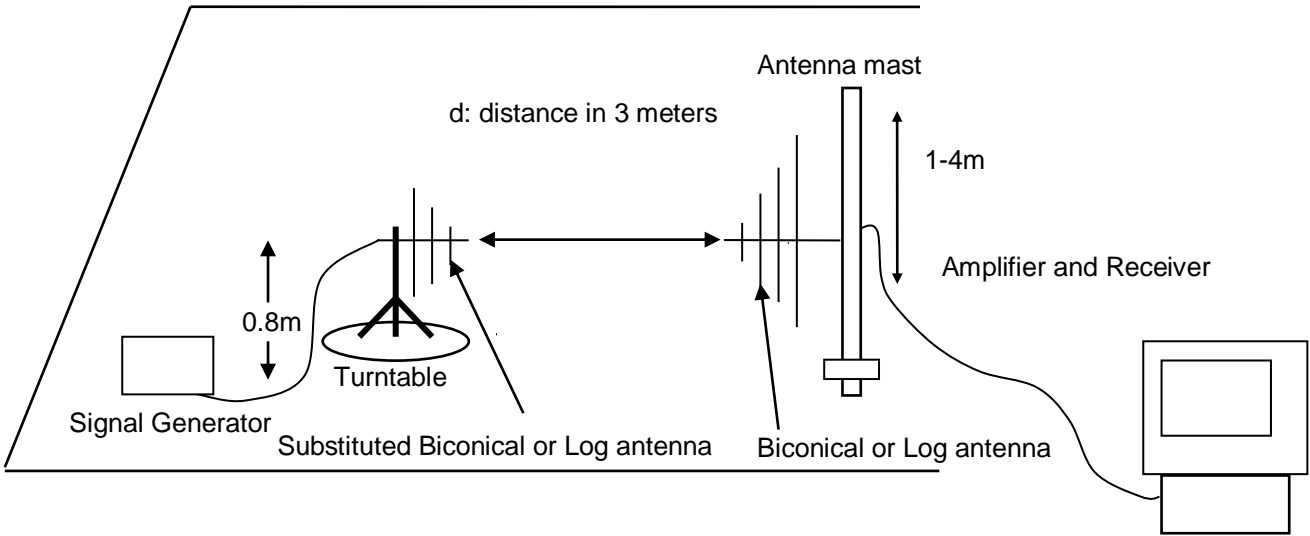 Antenna mast
d: distance in 3 meters
1-4m
Amplifier and Receiver
0.8m
Turntable
Signal Generator
Substituted Biconical or Log antenna
Biconical or Log antenna